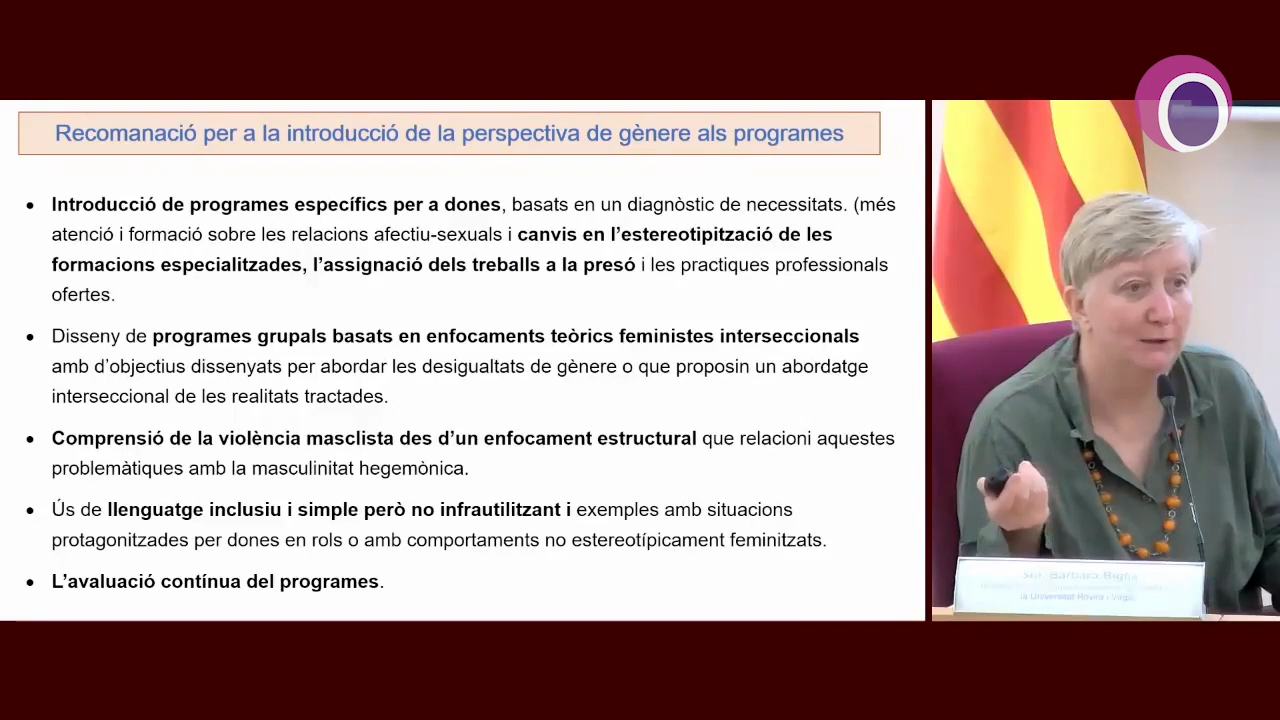 Recomanació per a la introducció de la perspectiva de gènere als programes
• Introducció de programes específics per a dones, basats en un diagnòstic de necessitats. (més
atenció i formació sobre les relacions afectiu-sexuals i canvis en l’estereotipització de les
formacions especialitzades, l’assignació dels treballs a la presó i les practiques professionals
ofertes.
• Disseny de programes grupals basats en enfocaments teòrics feministes interseccionals
amb d’objectius dissenyats per abordar les desigualtats de gènere o que proposin un abordatge
interseccional de les realitats tractades.
• Comprensió de la violència masclista des d’un enfocament estructural que relacioni aquestes
problemàtiques amb la masculinitat hegemònica.
• Ús de llenguatge inclusiu i simple però no infrautilitzant i exemples amb situacions
protagonitzades per dones en rols o amb comportaments no estereotípicament feminitzats.
• L’avaluació contínua del programes.
Sra. Barbara Biglia
la Universitat Rovira i Virgili